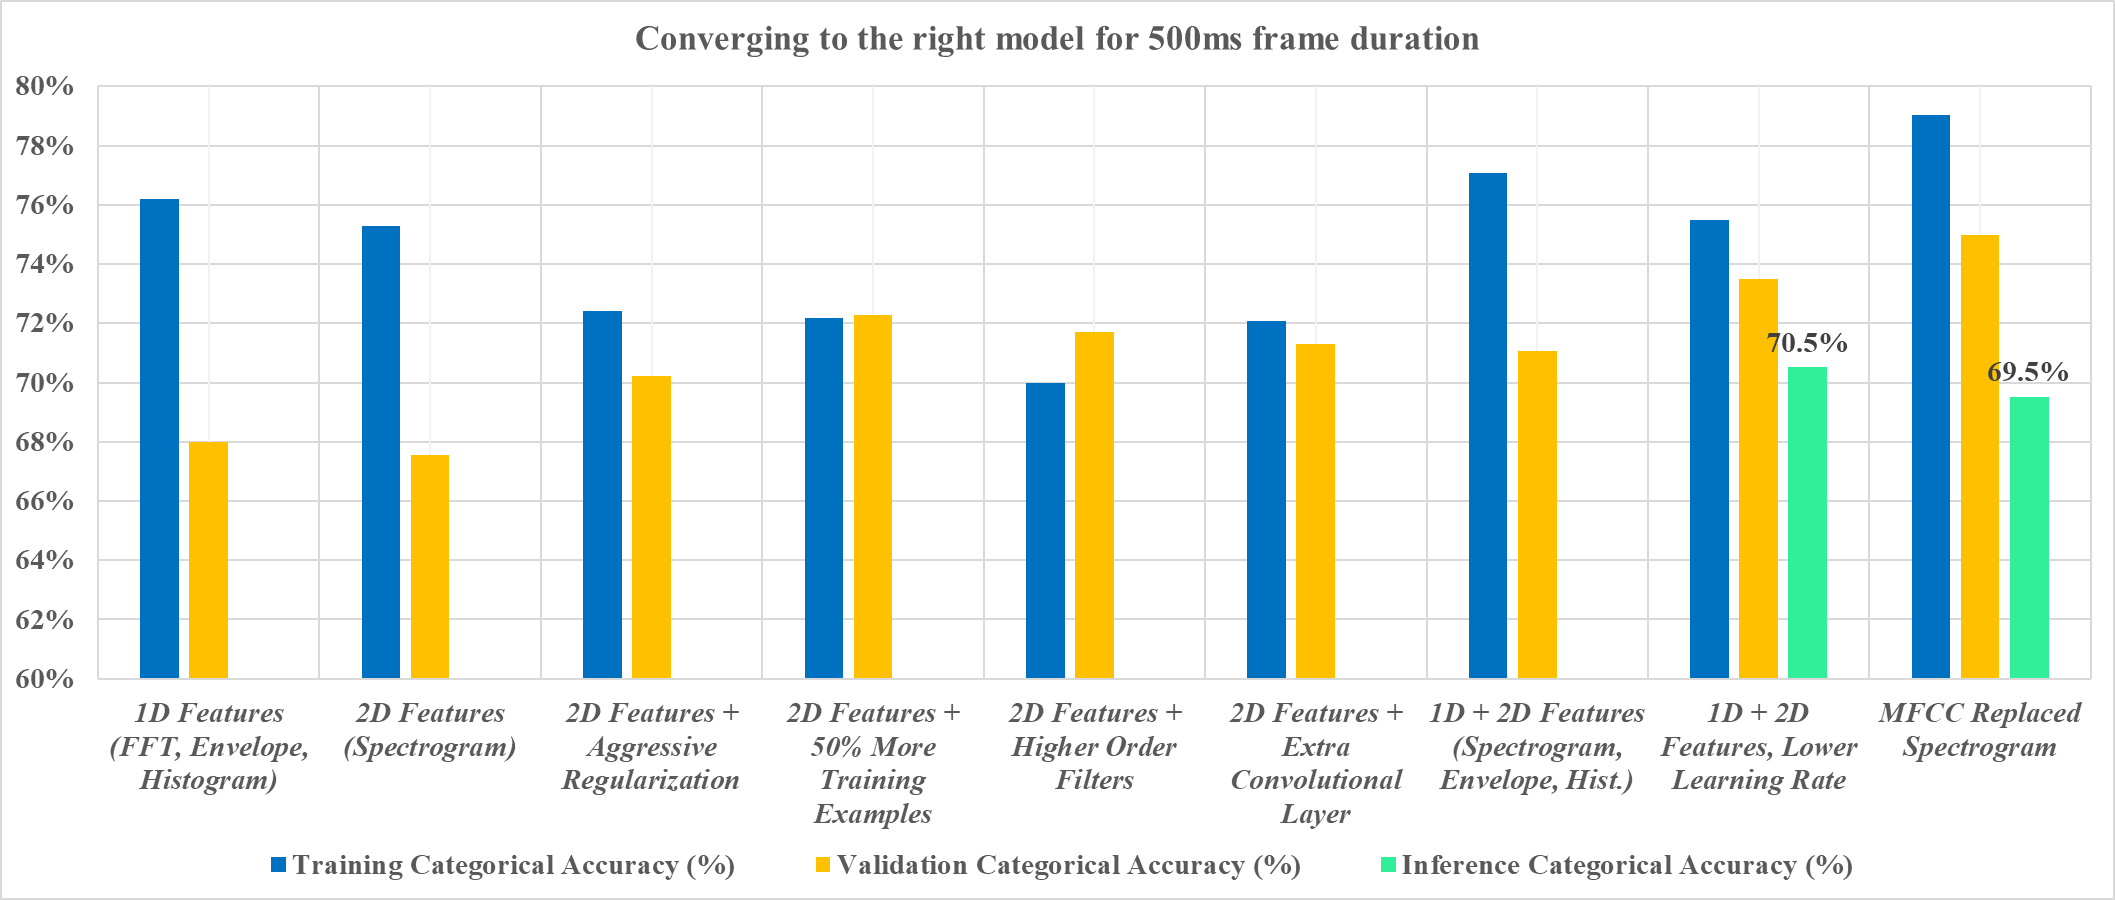 Converging to the right model for 500ms frame duration
80%
78%
76%
74%
72%
70%
68%
66%
64%
62%
60%
70.5%
69.5%
1D Features
(FFT, Envelope,
Histogram)
2D Features
(Spectrogram)
2D Features +
Aggressive
Regularization
2D Features +
50% More
Training
Examples
2D Features +
Higher Order
Filters
2D Features +
Extra
Convolutional
Layer
1D + 2D Features
(Spectrogram,
Envelope, Hist.)
1D + 2D
Features, Lower
Learning Rate
MFCC Replaced
Spectrogram
Training Categorical Accuracy (%)
Validation Categorical Accuracy (%)
Inference Categorical Accuracy (%)